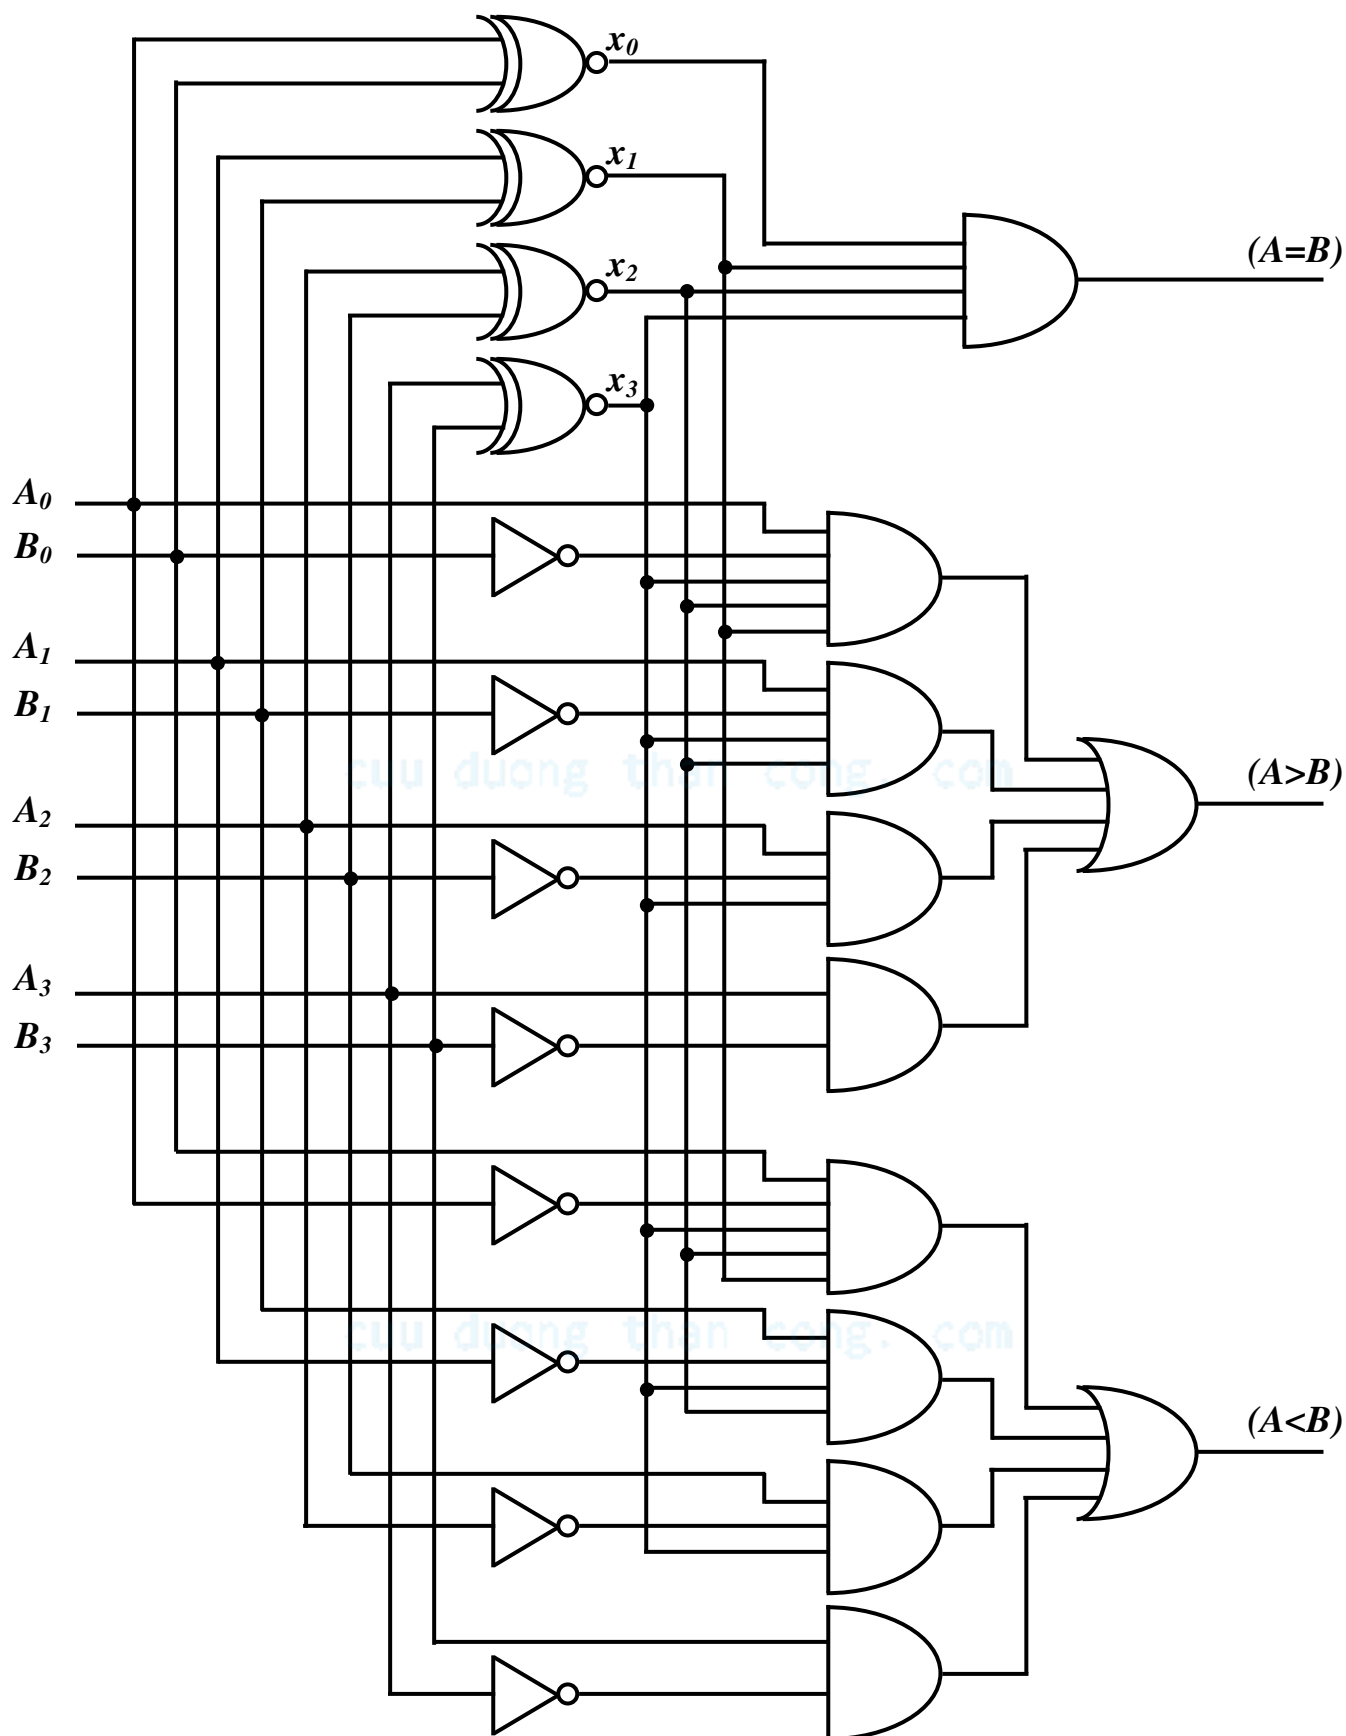 x0
x1
(A=B)
x2
x3
A0
B0
A1
B1
cuu duong than cong. com
(A>B)
A2
B2
A3
B3
cuu duong than cong. com
(A<B)